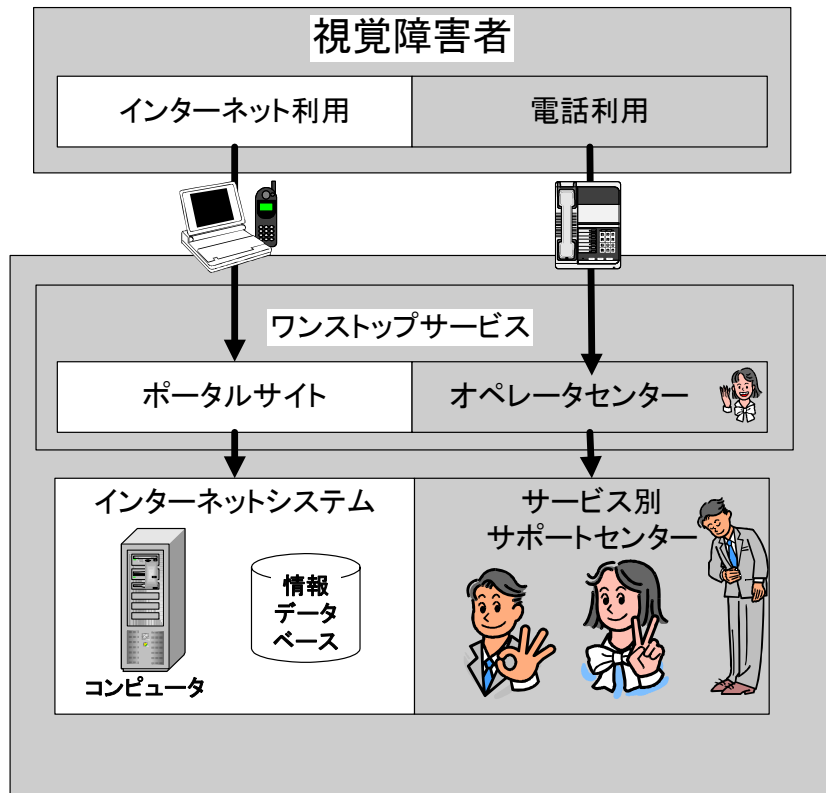 視覚障害者
インターネット利用
電話利用
ワンストップサービス
ポータルサイト
オペレータセンター
インターネットシステム
コンピュータ
情報
データ
ベース
サービス別
サポートセンター